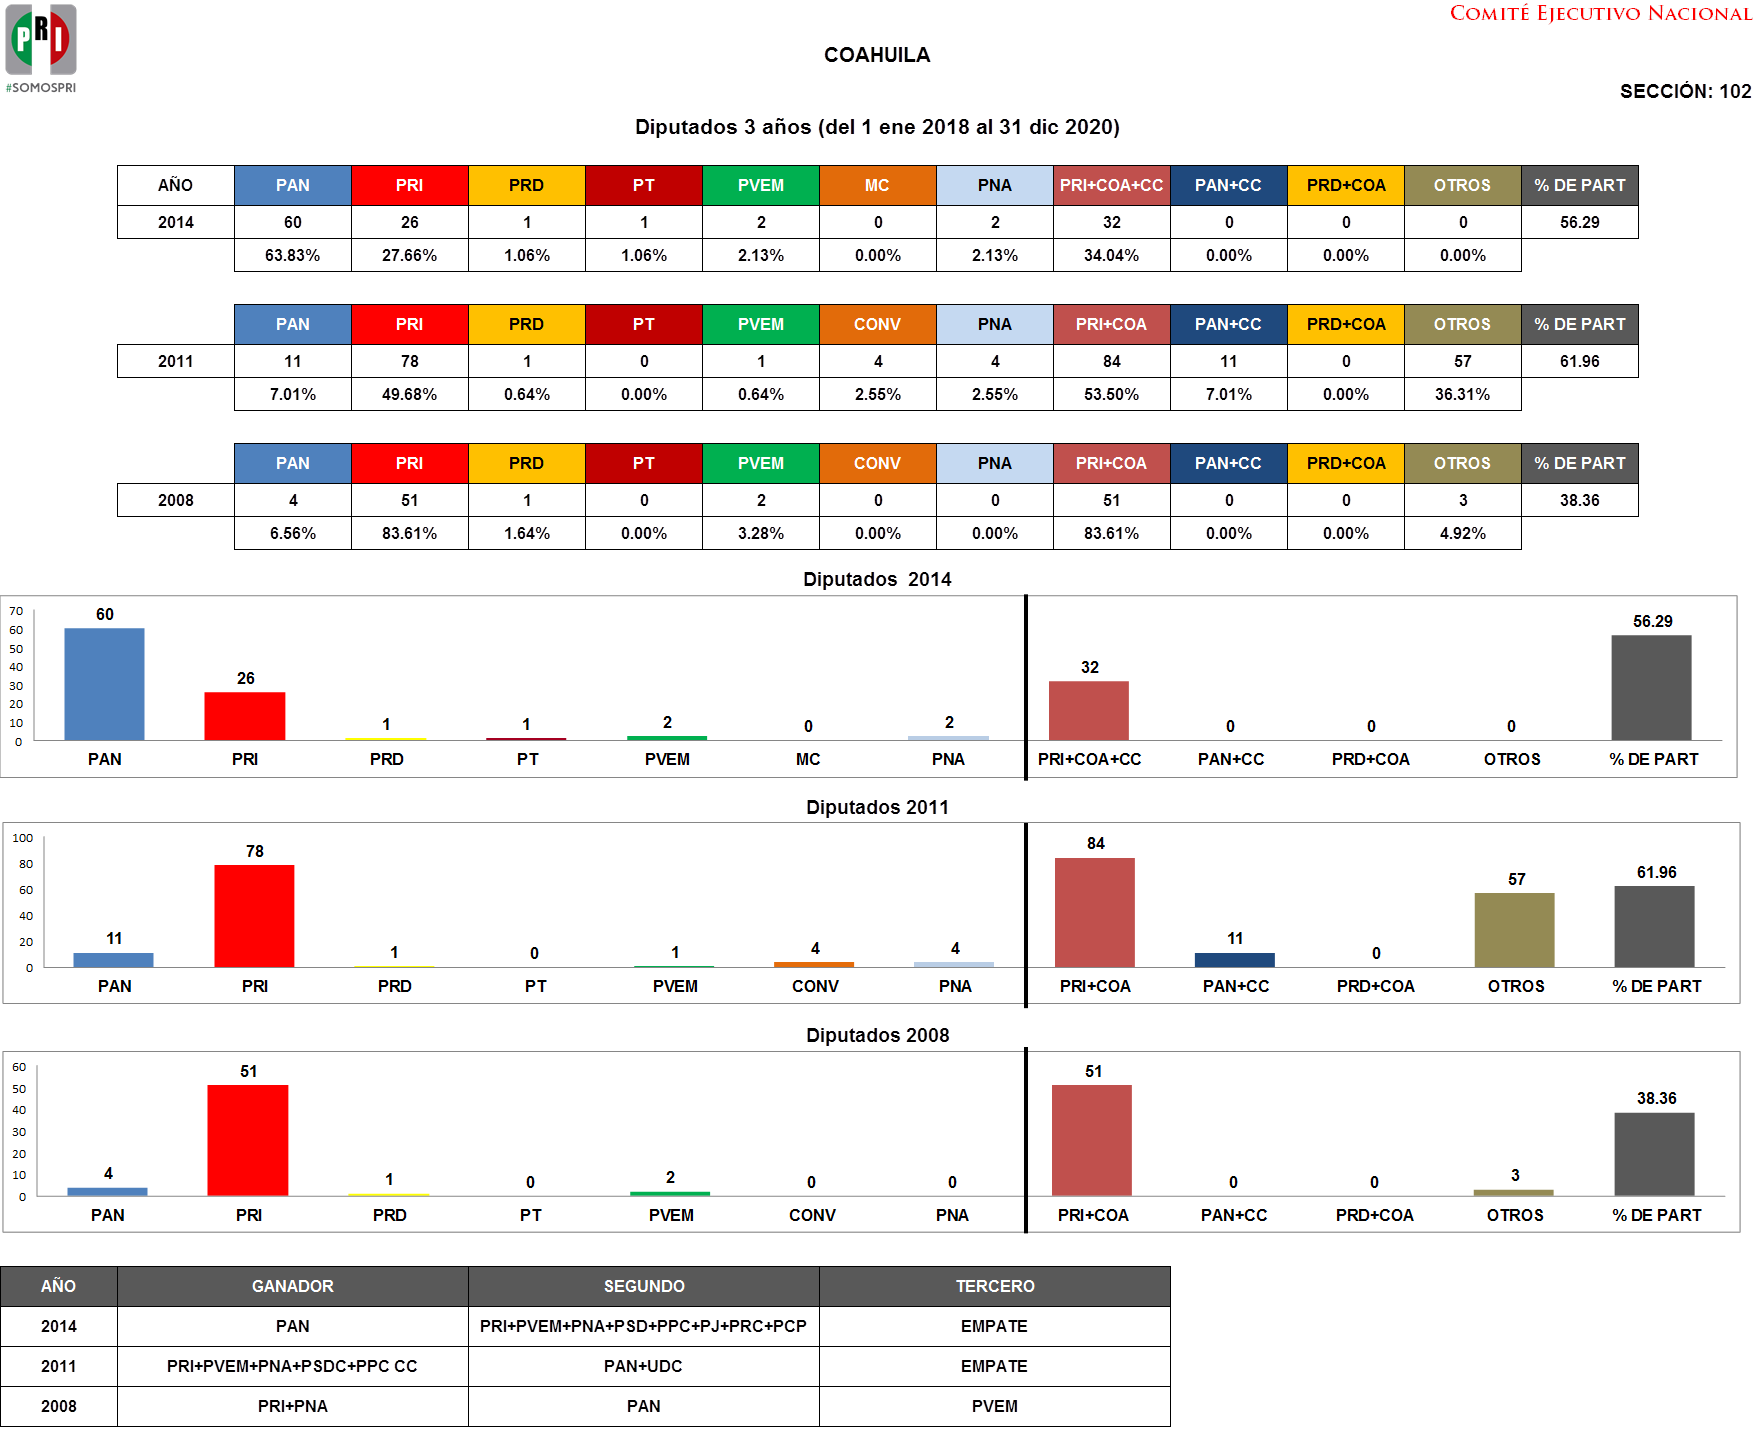 PRI
#SOMOSPRI
COMITÉ EJECUTIVO NACIONAL
COAHUILA
SECCIÓN: 102
Diputados 3 años (del 1 ene 2018 al 31 dic 2020)
AÑO PAN PRI PRD PT PVEM MC PNA PRI+COA+CC PAN+CC PRD+COA OTROS % DE PART
2014 60 26 1 1 2 0 2 32 0 0 0 56.29
63.83% 27.66% 1.06% 1.06% 2.13% 0.00% 2.13% 34.04% 0.00% 0.00% 0.00%
PAN PRI PRD PT PVEM CONV PNA PRI+COA PAN+CC PRD+COA OTROS % DE PART
2011 11 78 1 0 1 4 4 84 11 0 57 61.96
7.01% 49.68% 0.64% 0.00% 0.64% 2.55% 2.55% 53.50% 7.01% 0.00% 36.31%
PAN PRI PRD PT PVEM CONV PNA PRI+COA PAN+CC PRD+COA OTROS % DE PART
2008 4 51 1 0 2 0 0 51 0 0 3 38.36
6.56% 83.61% 1.64% 0.00% 3.28% 0.00% 0.00% 83.61% 0.00% 0.00% 4.92%
Diputados 2014
70
60
50
40
30
20
10
0
60 26 1 1 2 0 2 32 0 0 0 56.29
PAN PRI PRD PT PVEM MC PNA PRI+COA+CC PAN+CC PRD+COA OTROS % DE PART
Diputados 2011
100
80
60
40
20
0
11 78 1 0 1 4 4 84 11 0 57 61.96
PAN PRI PRD PT PVEM CONV PNA PRI+COA PAN+CC PRD+COA OTROS % DE PART
Diputados 2008
60
50
40
30
20
10
0
4 51 1 0 2 0 0 51 0 0 3 38.36
PAN PRI PRD PT PVEM CONV PNA PRI+COA PAN+CC PRD+COA OTROS % DE PART
AÑO GANADOR SEGUNDO TERCERO
2014 PAN PRI+PVEM+PNA+PSD+PPC+PJ+PRC+PCP EMPATE
2011 PRI+PVEM+PNA+PSDC+PPC CC PAN+UDC EMPATE
2008 PRI+PNA PAN PVEM